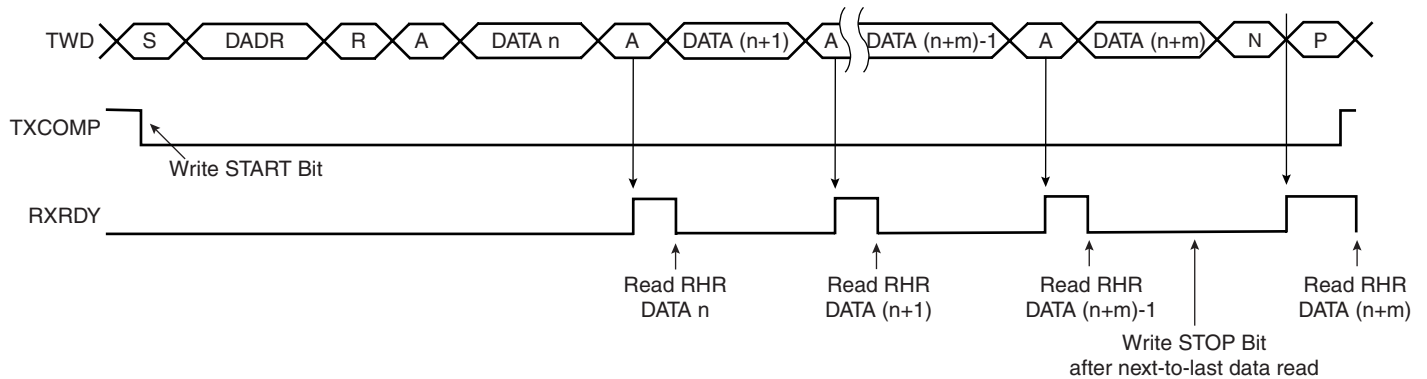 TWD S DADR R A DATA n A DATA (n+1) A DATA (n+m)-1 A DATA (n+m) N P
TXCOMP
Write START Bit
RXRDY
Read RHR
DATA n
Read RHR
DATA (n+1)
Read RHR
DATA (n+m)-1
Read RHR
DATA (n+m)
Write STOP Bit
after next-to-last data read